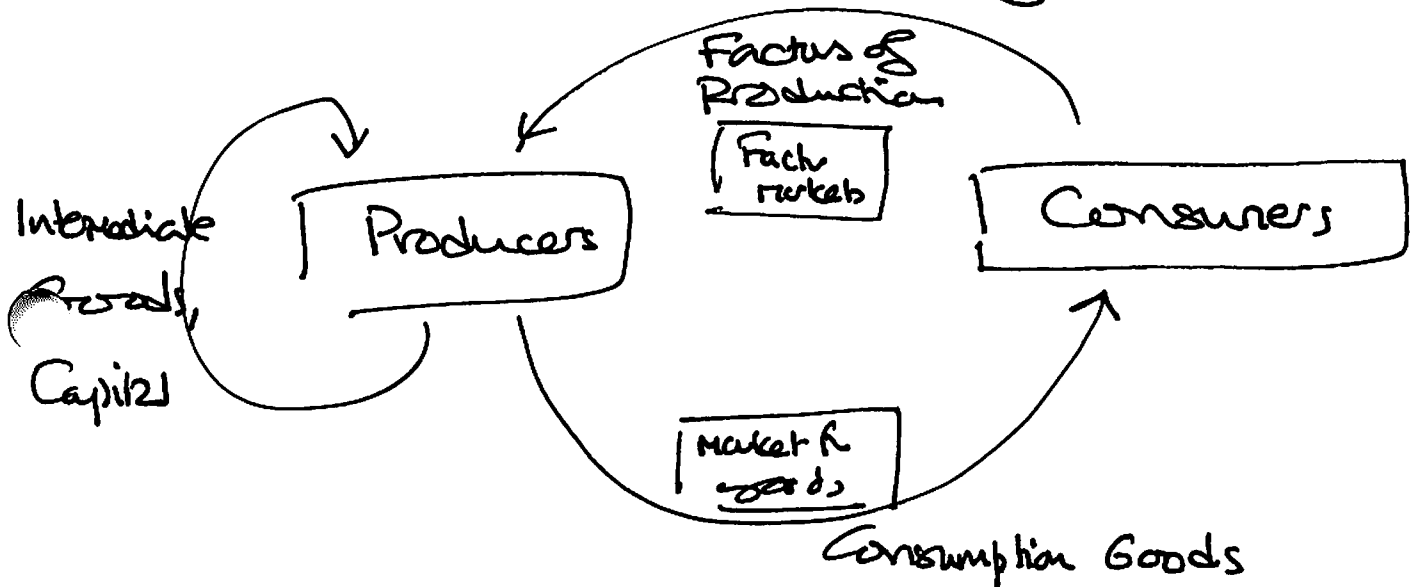 Factors of
Production
Factor
markets
Producers
Consumers
Intermediate
Goods
Capital
Market for
goods
Consumption Goods